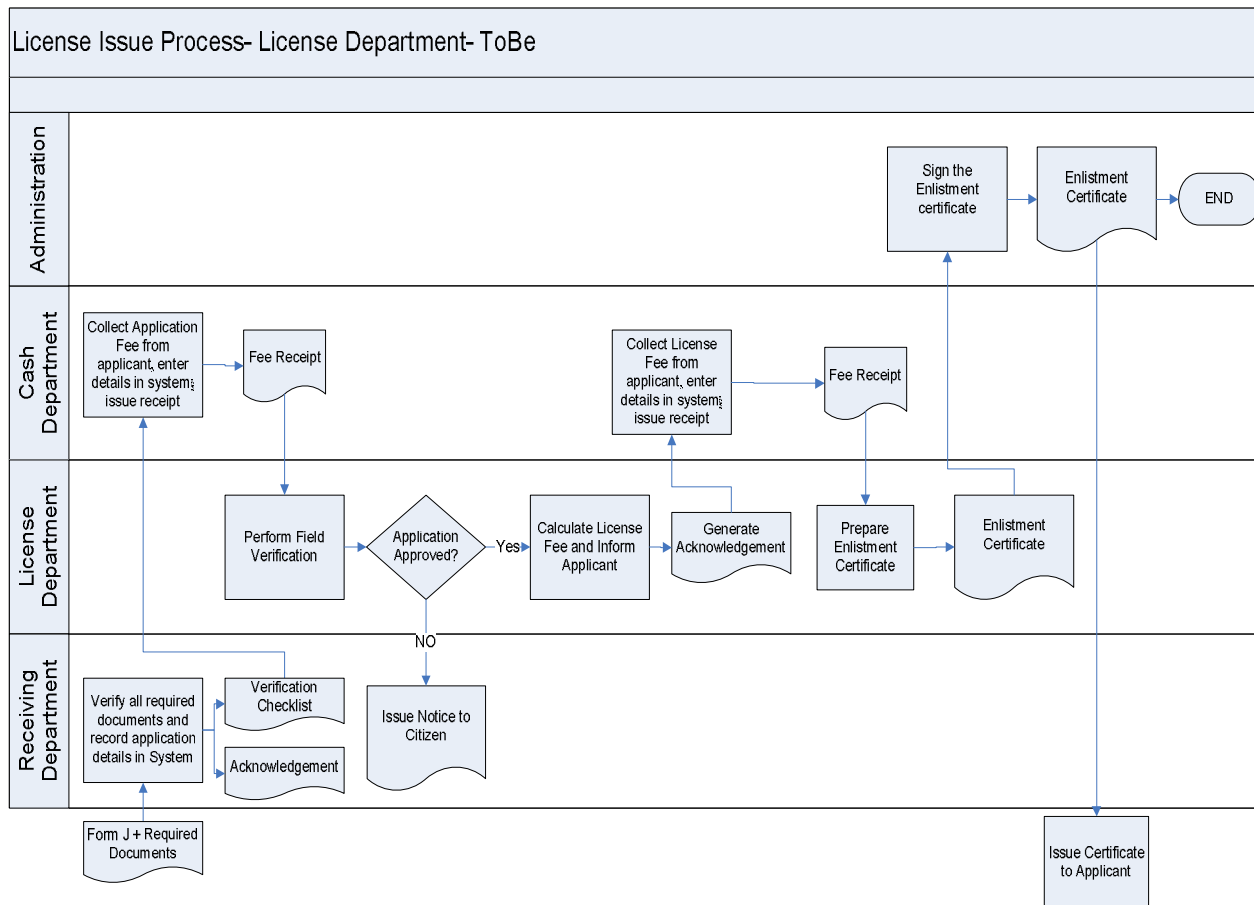 License Issue Process- License Department- ToBe
Administration
Sign the
Enlistment
certificate
Enlistment
Certificate
END
Cash
Department
Collect Application
Fee from
applicant, enter
details in system;
issue receipt
Fee Receipt
Collect License
Fee from
applicant, enter
details in system;
issue receipt
Fee Receipt
License
Department
Perform Field
Verification
Application
Approved?
Yes
Calculate License
Fee and Inform
Applicant
Generate
Acknowledgement
Prepare
Enlistment
Certificate
Enlistment
Certificate
NO
Receiving
Department
Verify all required
documents and
record application
details in System
Verification
Checklist
Acknowledgement
Issue Notice to
Citizen
Form J + Required
Documents
Issue Certificate
to Applicant